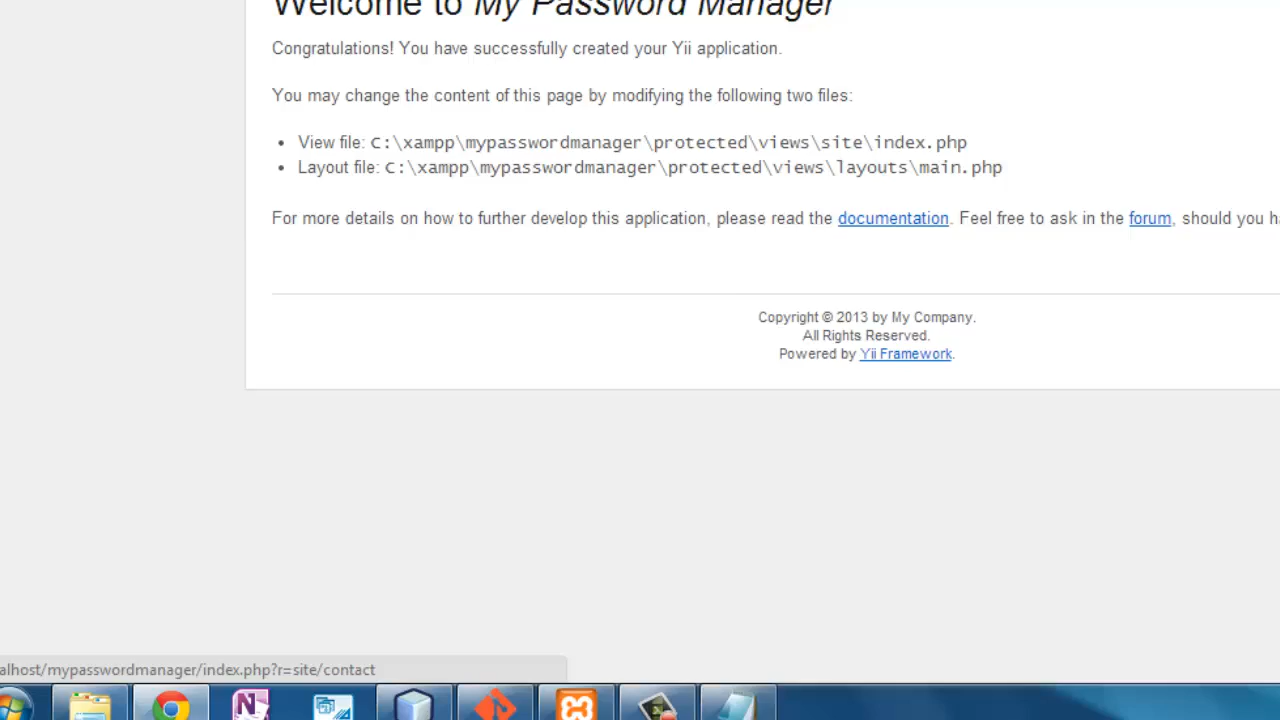 Welcome to My Password Manager
Congratulations! You have successfully created your Yii application.
You may change the content of this page by modifying the following two files:
• View file: C:\xampp\mypasswordmanager\protected\views\site\index.php
• Layout file: C:\xampp\mypasswordmanager\protected\views\layouts\main.php
For more details on how to further develop this application, please read the documentation. Feel free to ask in the forum, should you
Copyright © 2013 by My Company.
All Rights Reserved.
Powered by Yii Framework.
alhost/mypasswordmanager/index.php?r=site/contact